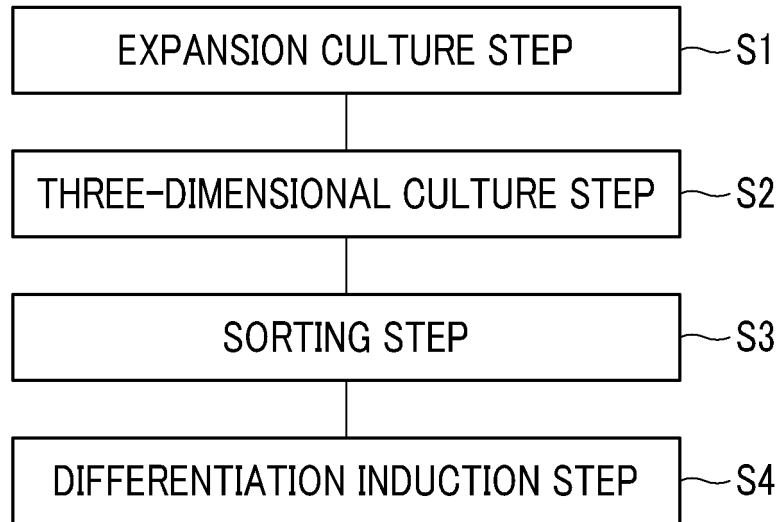 EXPANSION CULTURE STEP S1
THREE-DIMENSIONAL CULTURE STEP S2
SORTING STEP S3
DIFFERENTIATION INDUCTION STEP S4